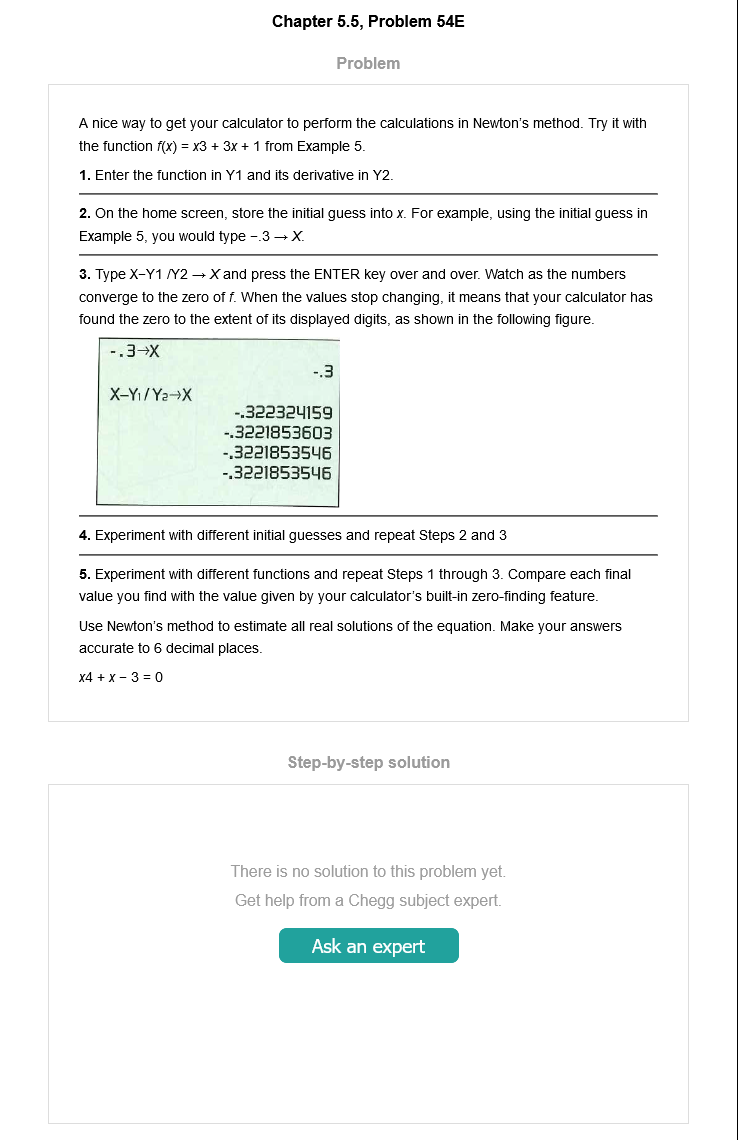 Chapter 5.5, Problem 54E
Problem
A nice way to get your calculator to perform the calculations in Newton's method. Try it with
the function f(x) = x3 + 3x + 1 from Example 5.
1. Enter the function in Y1 and its derivative in Y2.
2. On the home screen, store the initial guess into x. For example, using the initial guess in
Example 5, you would type −.3 → X.
3. Type X−Y1 /Y2 → X and press the ENTER key over and over. Watch as the numbers
converge to the zero of f. When the values stop changing, it means that your calculator has
found the zero to the extent of its displayed digits, as shown in the following figure.
-.3→X
-.3
X–Y₁/Y₂→X
-.322324159
-.3221853603
-.3221853546
-.3221853546
4. Experiment with different initial guesses and repeat Steps 2 and 3
5. Experiment with different functions and repeat Steps 1 through 3. Compare each final
value you find with the value given by your calculator's built-in zero-finding feature.
Use Newton's method to estimate all real solutions of the equation. Make your answers
accurate to 6 decimal places.
x4 + x − 3 = 0
Step-by-step solution
There is no solution to this problem yet.
Get help from a Chegg subject expert.
Ask an expert